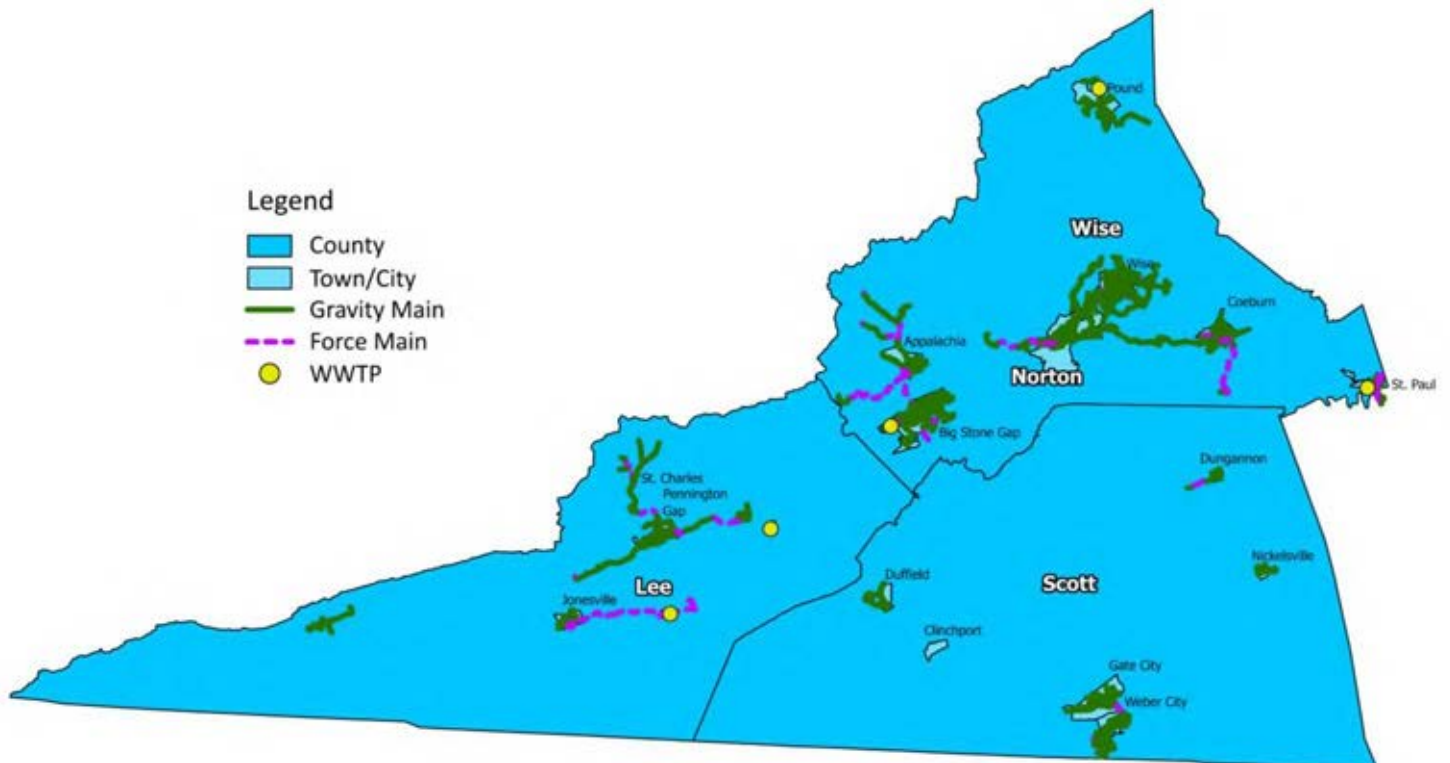 Pound
Legend
County
Town/City
Gravity Main
Force Main
WWTP
Wise
Wise
Coeburn
Appalachia
Norton
St. Paul
Big Stone Gap
Dungannon
St. Charles
Pennington
Gap
Nickelsville
Duffield
Scott
Lee
Jonesville
Clinchport
Gate City
Weber City